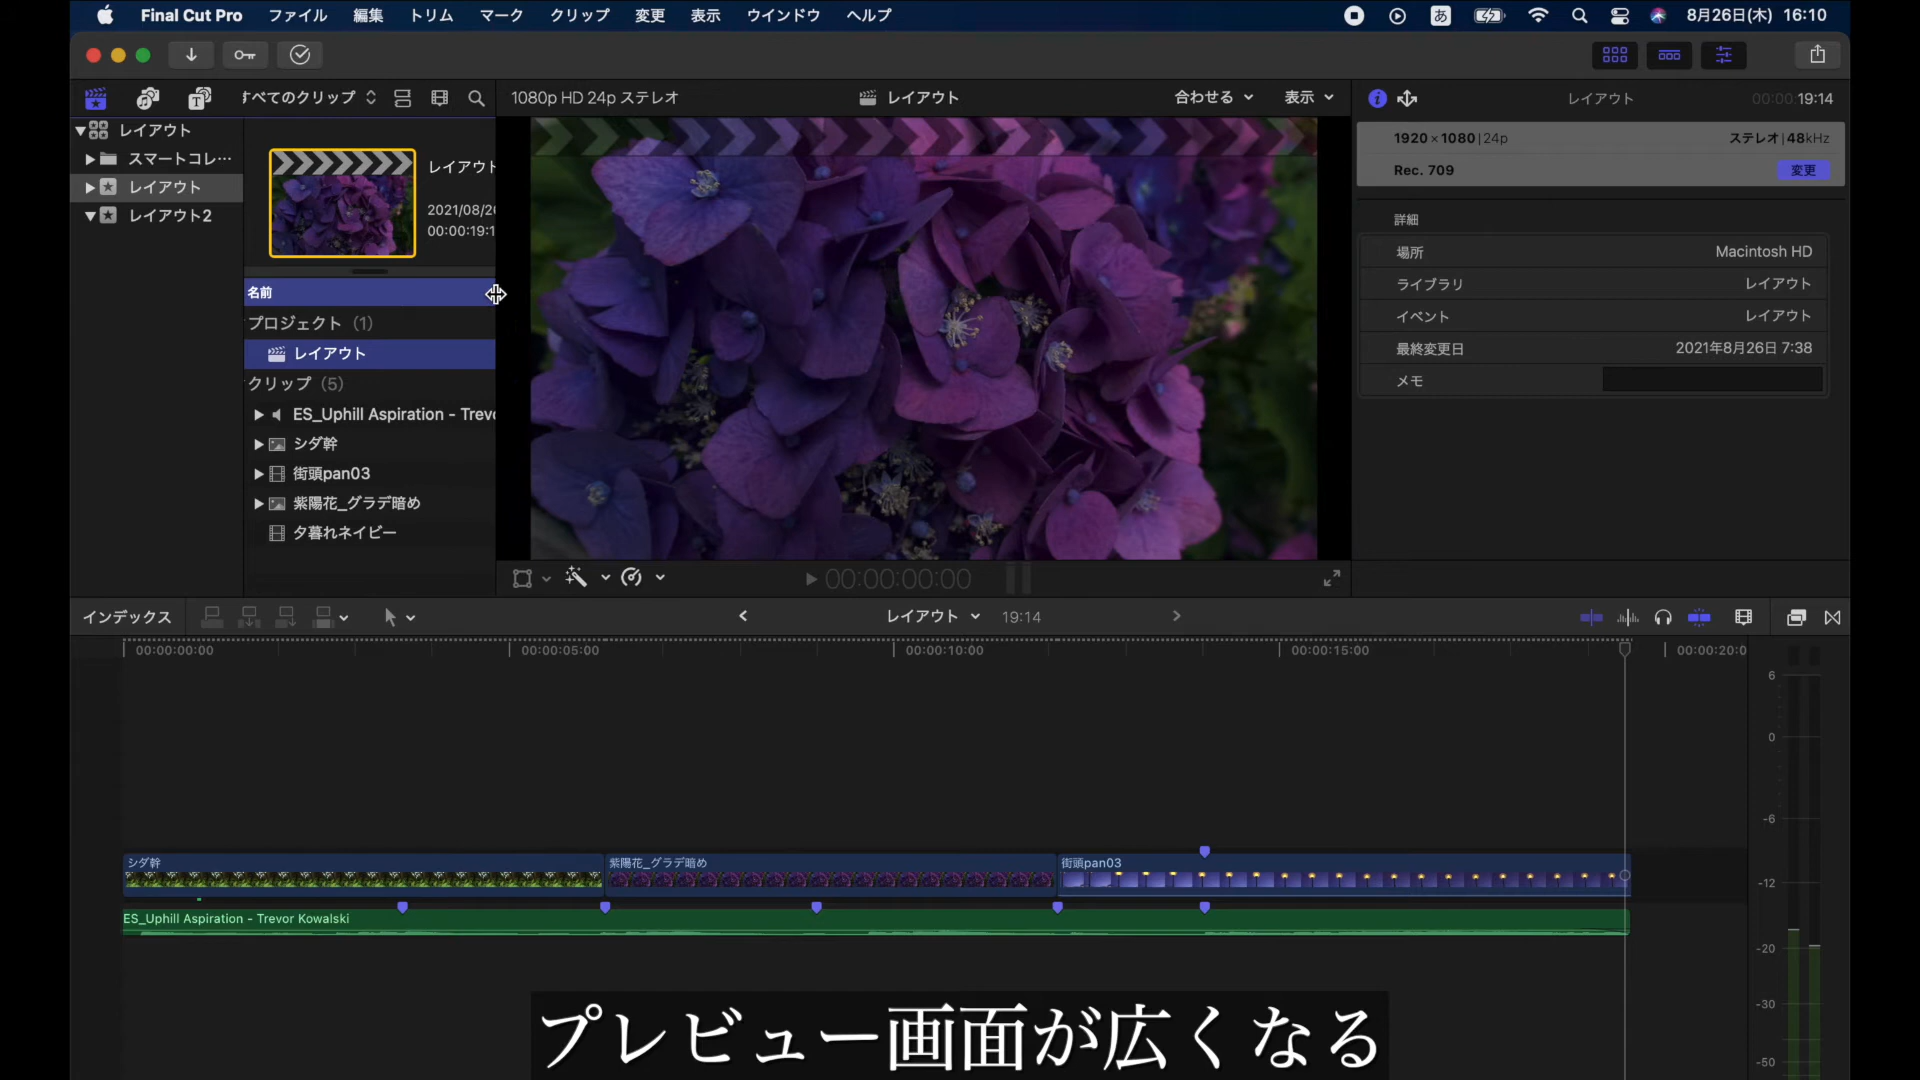 Final Cut Pro ファイル 編集 トリム マーク クリップ 変更 表示 ウインドウ ヘルプ あ 8月26日(木) 16:10
すべてのクリップ 1080p HD 24p ステレオ レイアウト 合わせる 表示 レイアウト 00:00:19:14
レイアウト
スマートコレ…
レイアウト
レイアウト2
レイアウト
2021/08/26
00:00:19:1
名前
プロジェクト (1)
レイアウト
クリップ (5)
ES_Uphill Aspiration - Trevo
シダ幹
街頭pan03
紫陽花_グラデ暗め
夕暮れネイビー
1920 × 1080 | 24p ステレオ | 48kHz
Rec. 709 変更
詳細
場所 Macintosh HD
ライブラリ レイアウト
イベント レイアウト
最終変更日 2021年8月26日 7:38
メモ
00:00:00:00
インデックス レイアウト 19:14
00:00:00:00 00:00:05:00 00:00:10:00 00:00:15:00 00:00:20:0
シダ幹 紫陽花_グラデ暗め 街頭pan03
ES_Uphill Aspiration - Trevor Kowalski
6
0
-6
-12
-20
-30
-50
プレビュー画面が広くなる